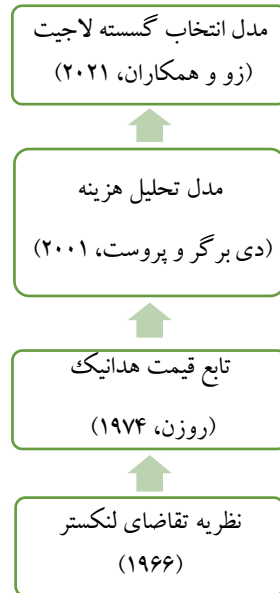 مدل انتخاب گسسته لاجیت
(زو و همکاران، ۲۰۲۱)
مدل تحلیل هزینه
(دی برگر و پروست، ۲۰۰۱)
تابع قیمت هدانیک
(روزن، ۱۹۷۴)
نظریه تقاضای لنکستر
(۱۹۶۶)